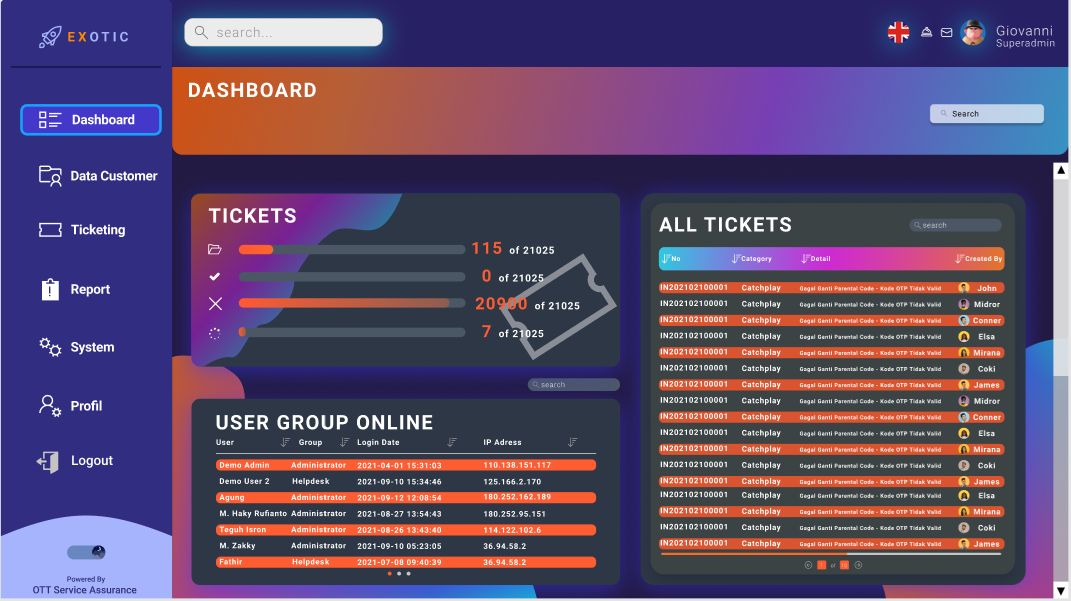 EXOTIC
search...
Giovanni
Superadmin
DASHBOARD
Search
Dashboard
Data Customer
Ticketing
Report
System
Profil
Logout
Powered By
OTT Service Assurance
TICKETS
115 of 21025
0 of 21025
20900 of 21025
7 of 21025
search
USER GROUP ONLINE
User Group Login Date IP Adress
Demo Admin Administrator 2021-04-01 15:31:03 110.138.151.117
Demo User 2 Helpdesk 2021-09-10 15:34:46 125.166.2.170
Agung Administrator 2021-09-12 12:08:54 180.252.162.189
M. Haky Rufianto Administrator 2021-08-27 13:54:43 180.252.95.151
Teguh Isron Administrator 2021-08-26 13:43:40 114.122.102.6
M. Zakky Administrator 2021-09-10 05:23:05 36.94.58.2
Fathir Helpdesk 2021-07-08 09:40:39 36.94.58.2
ALL TICKETS
search
No Category Detail Created By
IN202102100001 Catchplay Gagal Ganti Parental Code - Kode OTP Tidak Valid John
IN202102100001 Catchplay Gagal Ganti Parental Code - Kode OTP Tidak Valid Midror
IN202102100001 Catchplay Gagal Ganti Parental Code - Kode OTP Tidak Valid Conner
IN202102100001 Catchplay Gagal Ganti Parental Code - Kode OTP Tidak Valid Elsa
IN202102100001 Catchplay Gagal Ganti Parental Code - Kode OTP Tidak Valid Mirana
IN202102100001 Catchplay Gagal Ganti Parental Code - Kode OTP Tidak Valid Coki
IN202102100001 Catchplay Gagal Ganti Parental Code - Kode OTP Tidak Valid James
IN202102100001 Catchplay Gagal Ganti Parental Code - Kode OTP Tidak Valid Midror
IN202102100001 Catchplay Gagal Ganti Parental Code - Kode OTP Tidak Valid Conner
IN202102100001 Catchplay Gagal Ganti Parental Code - Kode OTP Tidak Valid Elsa
IN202102100001 Catchplay Gagal Ganti Parental Code - Kode OTP Tidak Valid Mirana
IN202102100001 Catchplay Gagal Ganti Parental Code - Kode OTP Tidak Valid Coki
IN202102100001 Catchplay Gagal Ganti Parental Code - Kode OTP Tidak Valid James
IN202102100001 Catchplay Gagal Ganti Parental Code - Kode OTP Tidak Valid Elsa
IN202102100001 Catchplay Gagal Ganti Parental Code - Kode OTP Tidak Valid Mirana
IN202102100001 Catchplay Gagal Ganti Parental Code - Kode OTP Tidak Valid Coki
IN202102100001 Catchplay Gagal Ganti Parental Code - Kode OTP Tidak Valid James
1 of 10